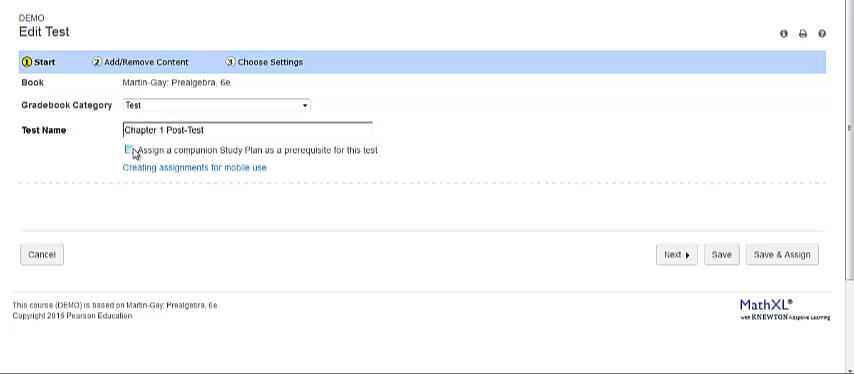 DEMO
Edit Test
1 Start 2 Add/Remove Content 3 Choose Settings
Book Martin-Gay: Prealgebra, 6e
Gradebook Category Test
Test Name Chapter 1 Post-Test
Assign a companion Study Plan as a prerequisite for this test
Creating assignments for mobile use
Cancel Next Save Save & Assign
This course (DEMO) is based on Martin-Gay: Prealgebra, 6e
Copyright 2016 Pearson Education
MathXL®
with KNEWTON Adaptive Learning